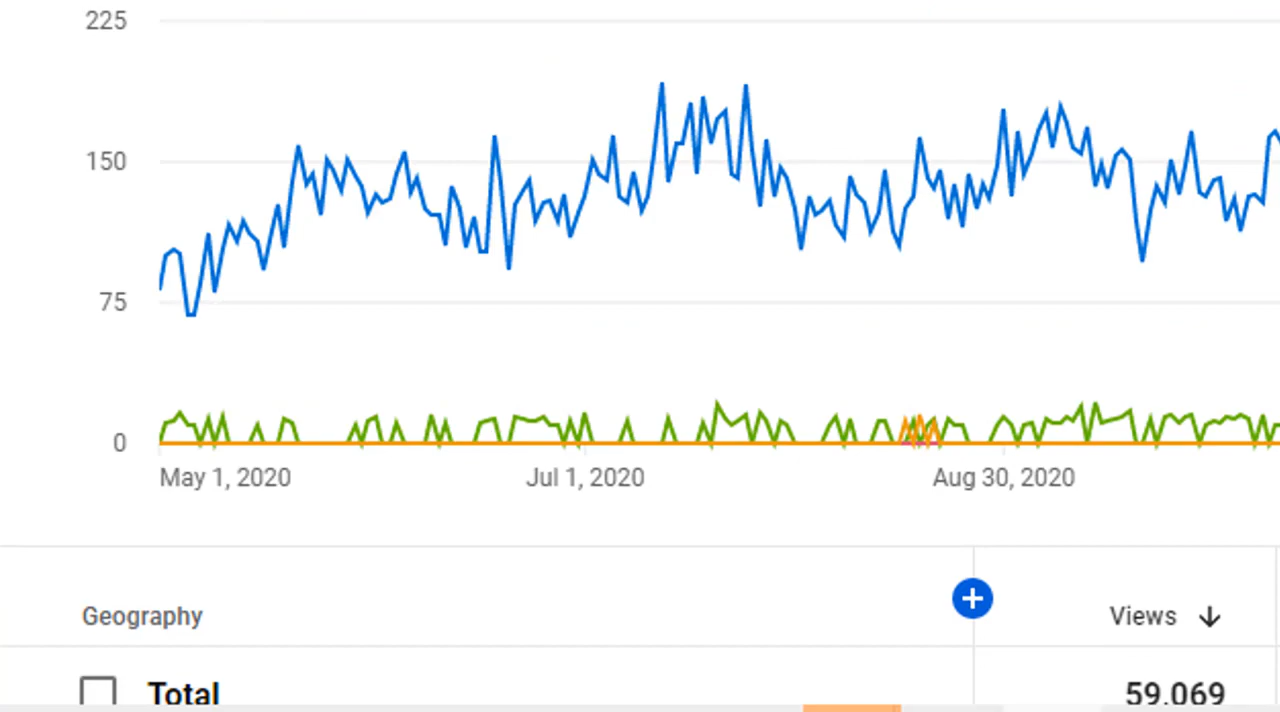 225
150
75
0
May 1, 2020 Jul 1, 2020 Aug 30, 2020
Geography + Views ↓
Total 59,069